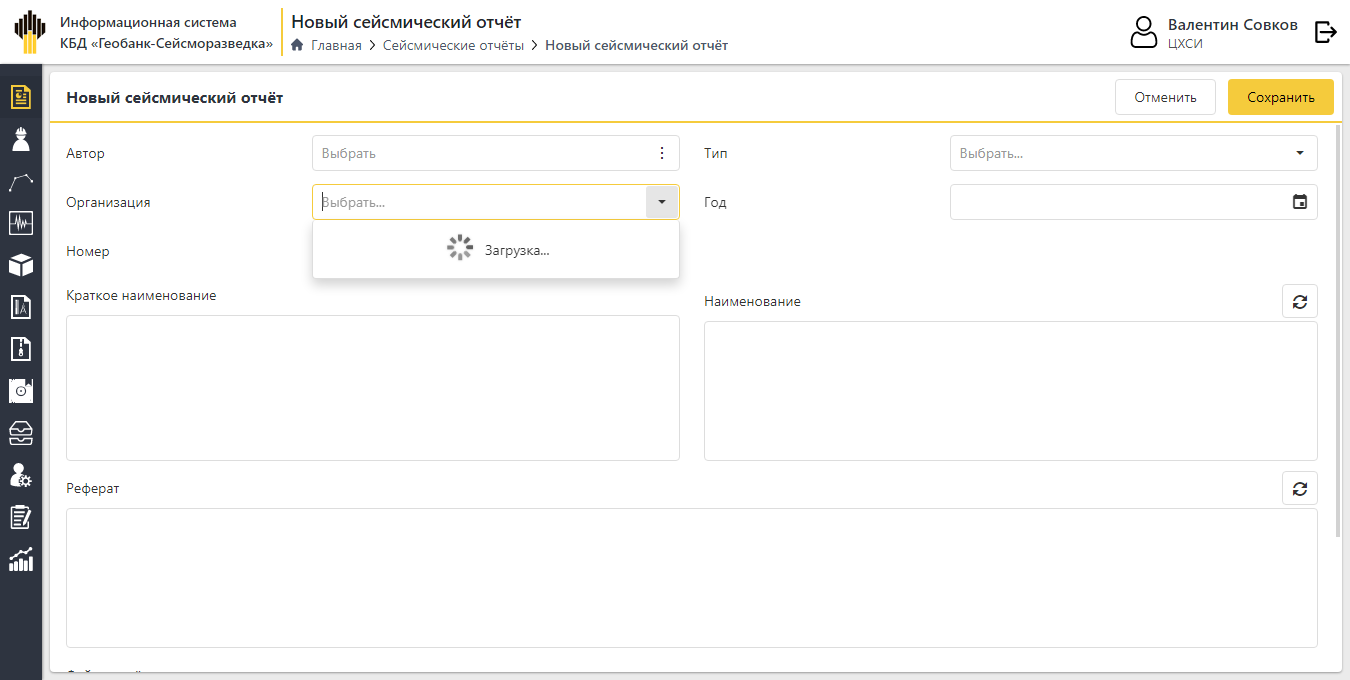 Информационная система
КБД «Геобанк-Сейсморазведка»
Новый сейсмический отчёт
Главная > Сейсмические отчёты > Новый сейсмический отчёт
Валентин Совков
ЦХСИ
Новый сейсмический отчёт
Отменить
Сохранить
Автор
Выбрать
Тип
Выбрать...
Организация
Выбрать...
Год
Загрузка...
Номер
Краткое наименование
Наименование
Реферат